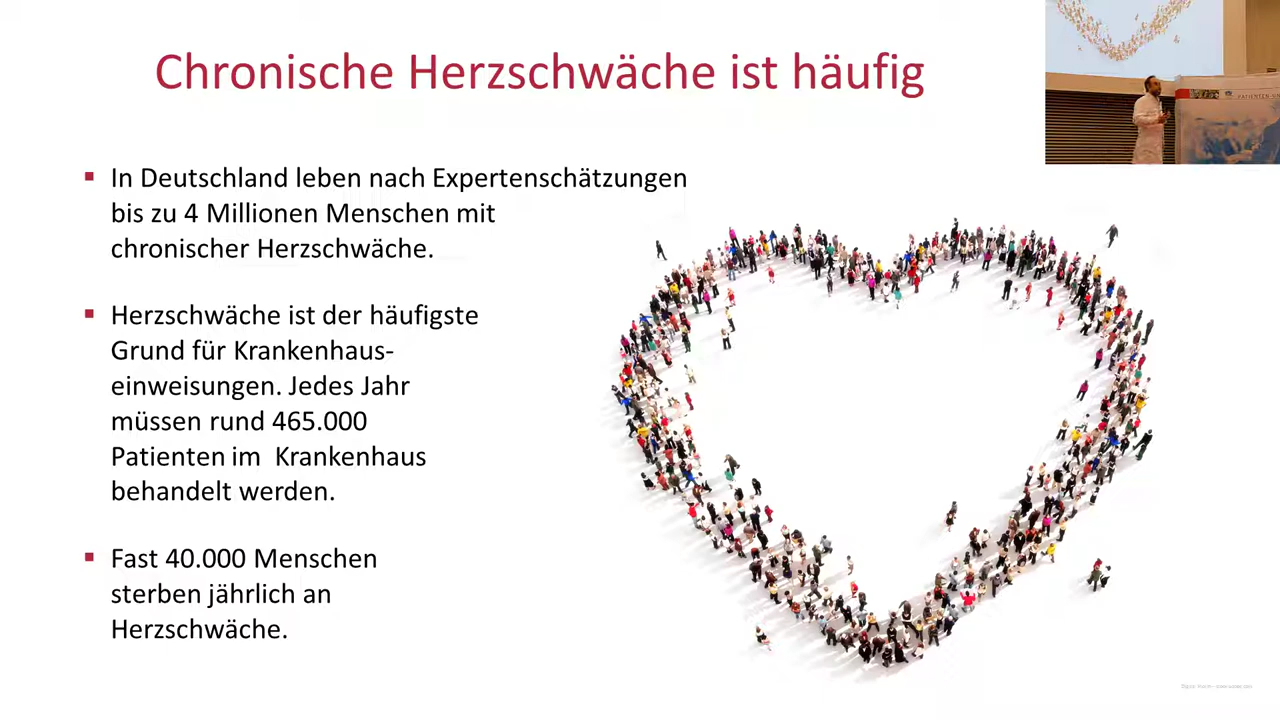 Chronische Herzschwäche ist häufig
In Deutschland leben nach Expertenschätzungen
bis zu 4 Millionen Menschen mit
chronischer Herzschwäche.
Herzschwäche ist der häufigste
Grund für Krankenhaus-
einweisungen. Jedes Jahr
müssen rund 465.000
Patienten im Krankenhaus
behandelt werden.
Fast 40.000 Menschen
sterben jährlich an
Herzschwäche.